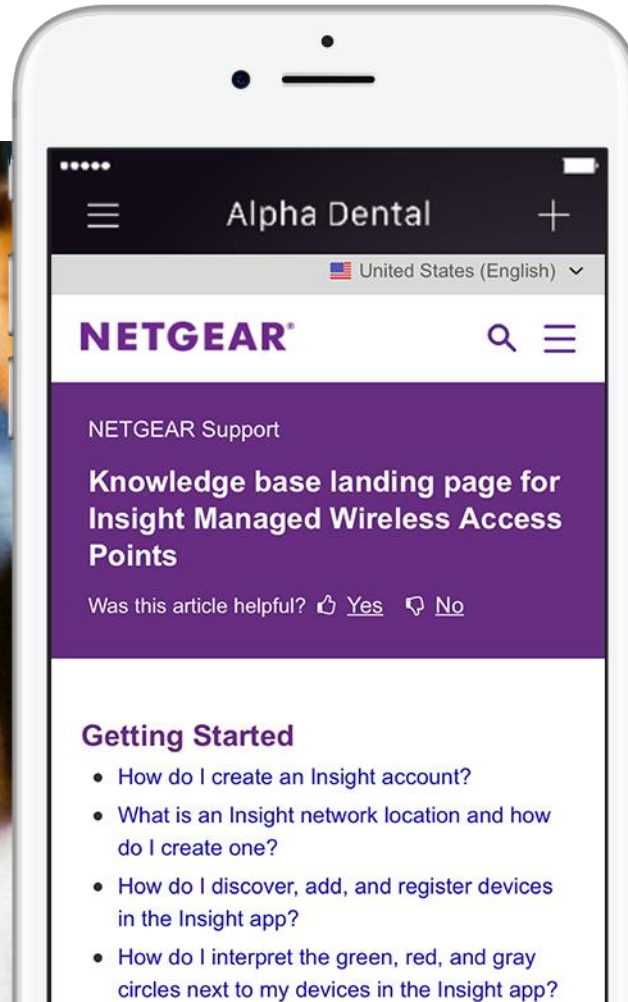 Alpha Dental
United States (English)
NETGEAR®
NETGEAR Support
Knowledge base landing page for
Insight Managed Wireless Access
Points
Was this article helpful? Yes No
Getting Started
• How do I create an Insight account?
• What is an Insight network location and how
do I create one?
• How do I discover, add, and register devices
in the Insight app?
• How do I interpret the green, red, and gray
circles next to my devices in the Insight app?